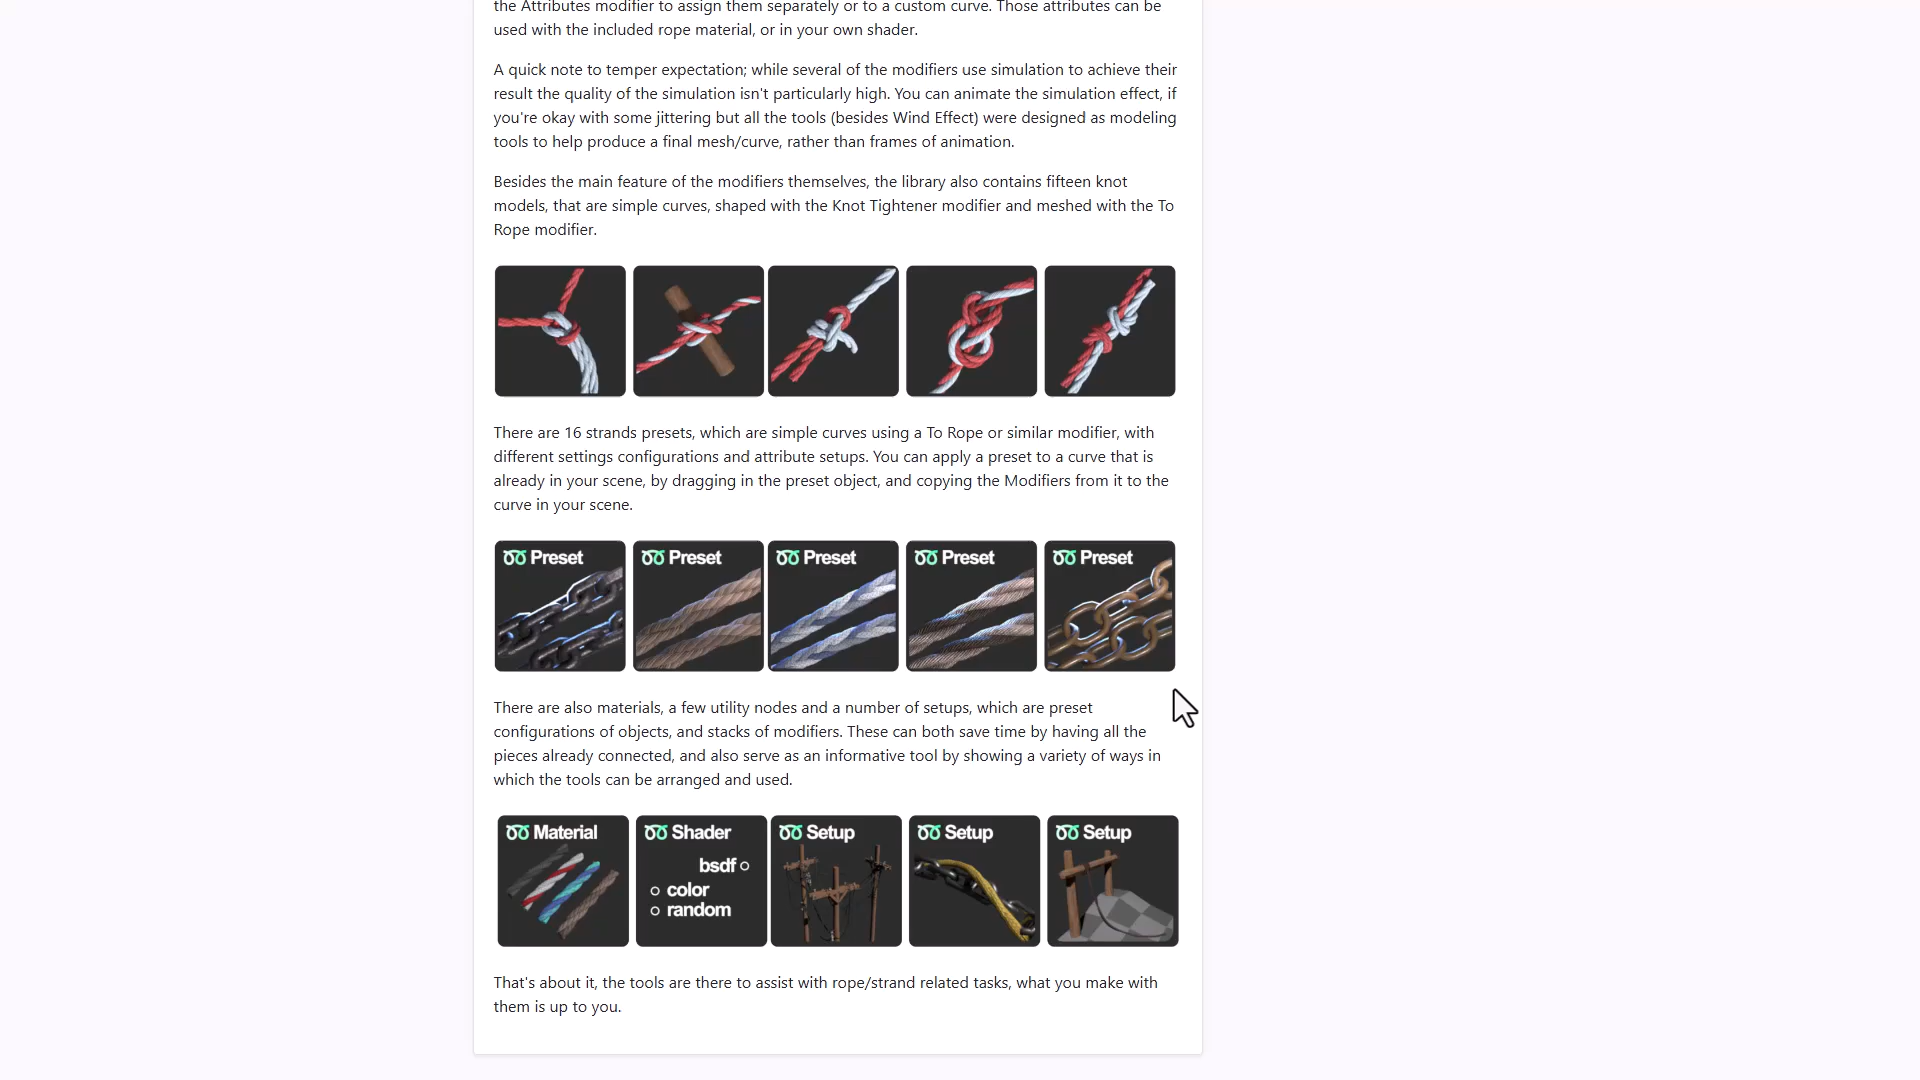 the Attributes modifier to assign them separately or to a custom curve. Those attributes can be
used with the included rope material, or in your own shader.
A quick note to temper expectation; while several of the modifiers use simulation to achieve their
result the quality of the simulation isn't particularly high. You can animate the simulation effect, if
you're okay with some jittering but all the tools (besides Wind Effect) were designed as modeling
tools to help produce a final mesh/curve, rather than frames of animation.
Besides the main feature of the modifiers themselves, the library also contains fifteen knot
models, that are simple curves, shaped with the Knot Tightener modifier and meshed with the To
Rope modifier.
There are 16 strands presets, which are simple curves using a To Rope or similar modifier, with
different settings configurations and attribute setups. You can apply a preset to a curve that is
already in your scene, by dragging in the preset object, and copying the Modifiers from it to the
curve in your scene.
Preset
Preset
Preset
Preset
Preset
There are also materials, a few utility nodes and a number of setups, which are preset
configurations of objects, and stacks of modifiers. These can both save time by having all the
pieces already connected, and also serve as an informative tool by showing a variety of ways in
which the tools can be arranged and used.
Material
Shader
bsdf
color
random
Setup
Setup
Setup
That's about it, the tools are there to assist with rope/strand related tasks, what you make with
them is up to you.